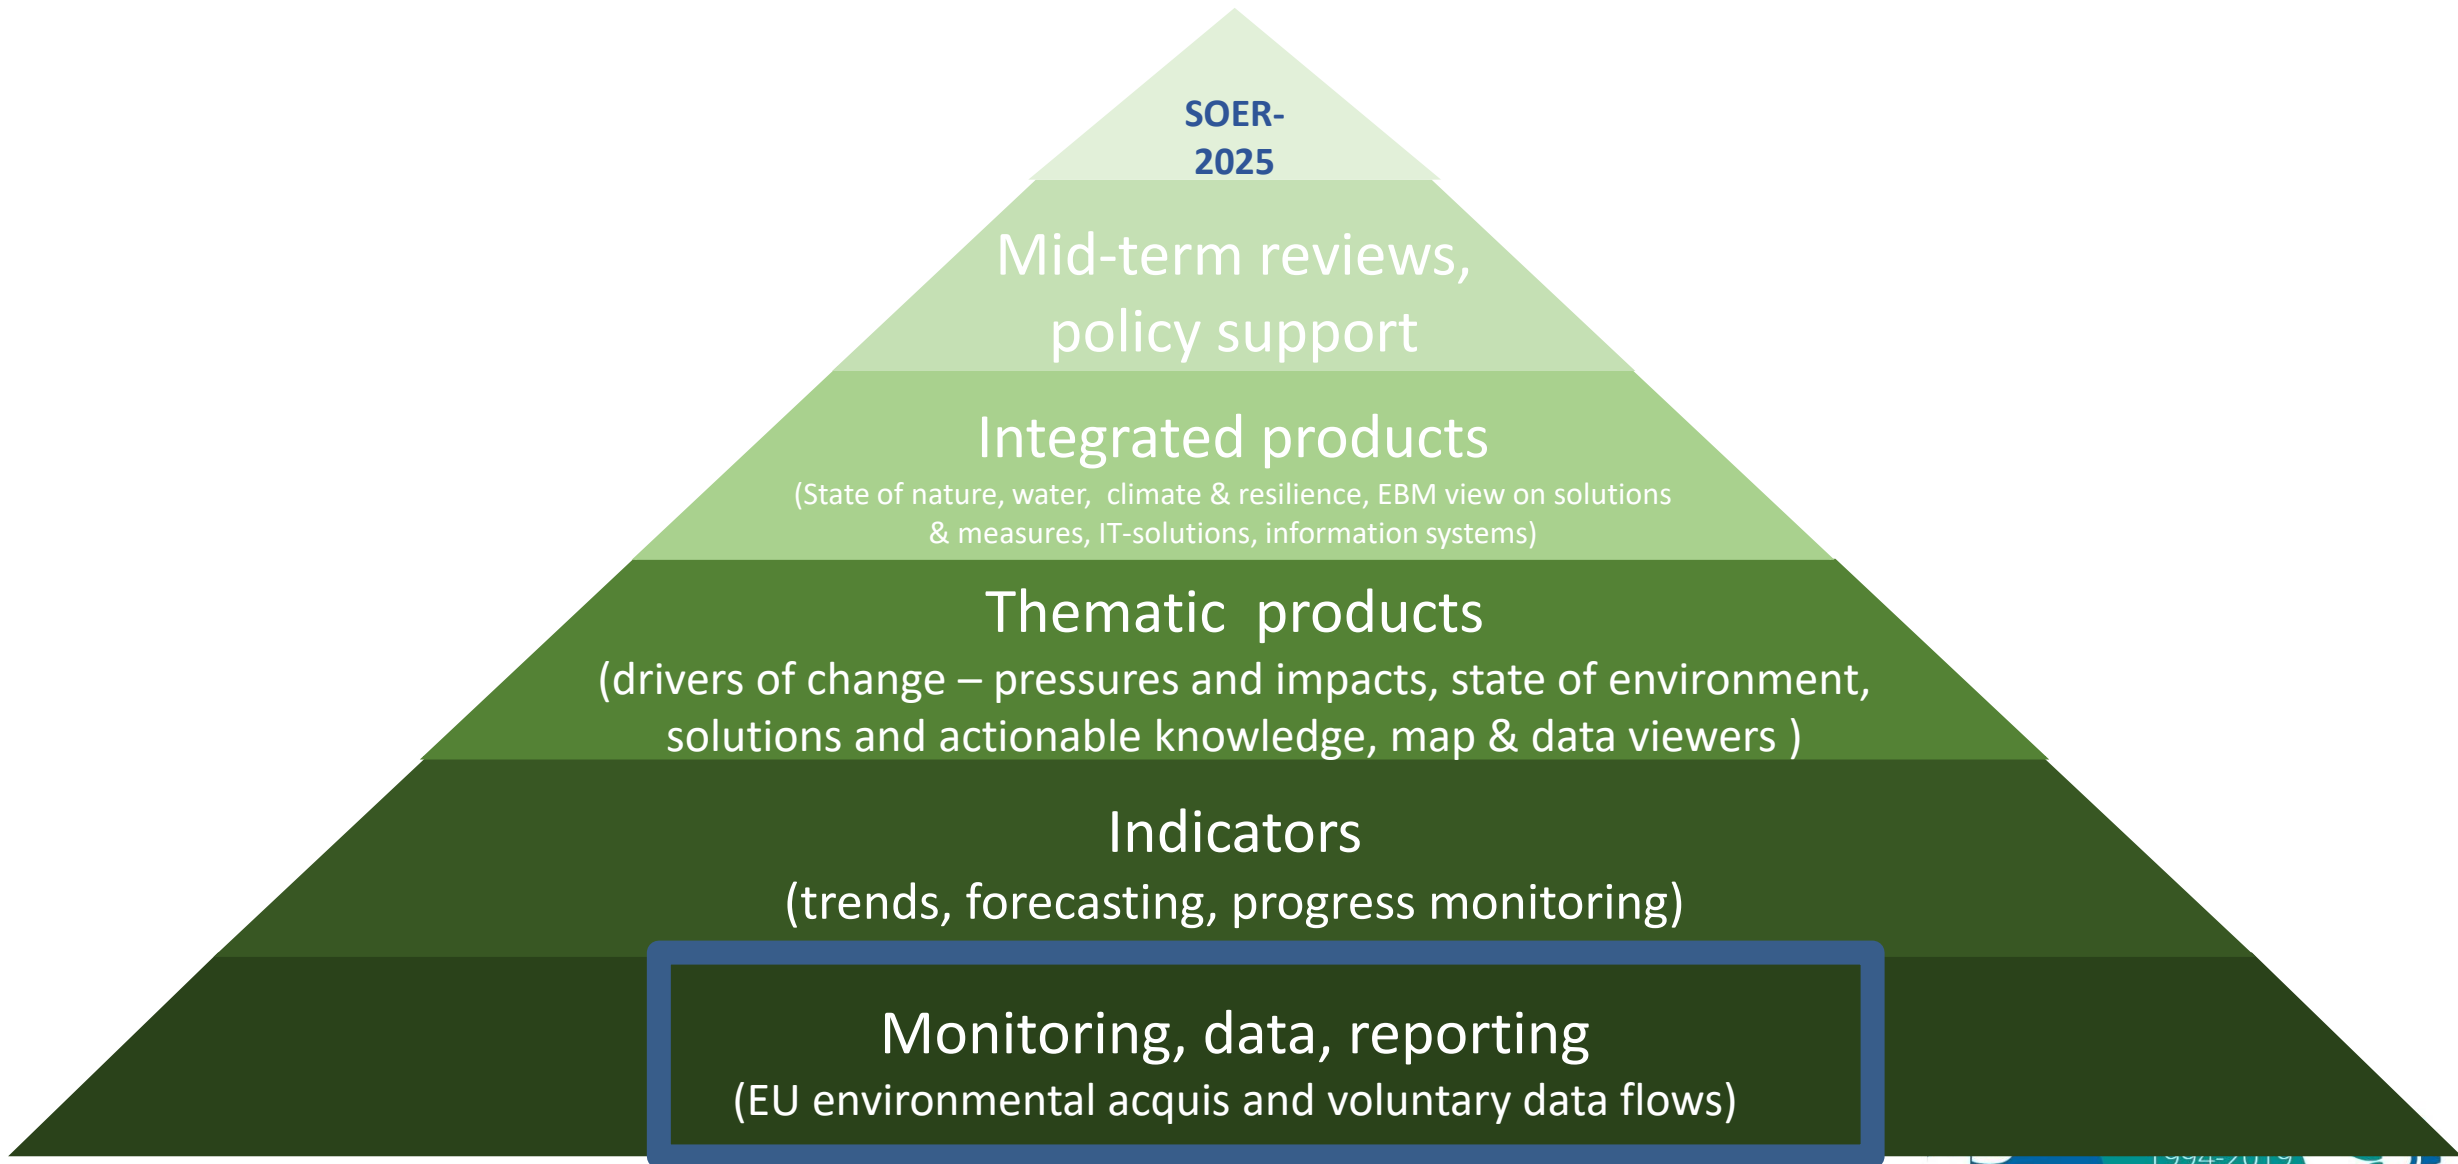 SOER-
2025
Mid-term reviews,
policy support
Integrated products
(State of nature, water, climate & resilience, EBM view on solutions
& measures, IT-solutions, information systems)
Thematic products
(drivers of change – pressures and impacts, state of environment,
solutions and actionable knowledge, map & data viewers )
Indicators
(trends, forecasting, progress monitoring)
Monitoring, data, reporting
(EU environmental acquis and voluntary data flows)
1994-2019